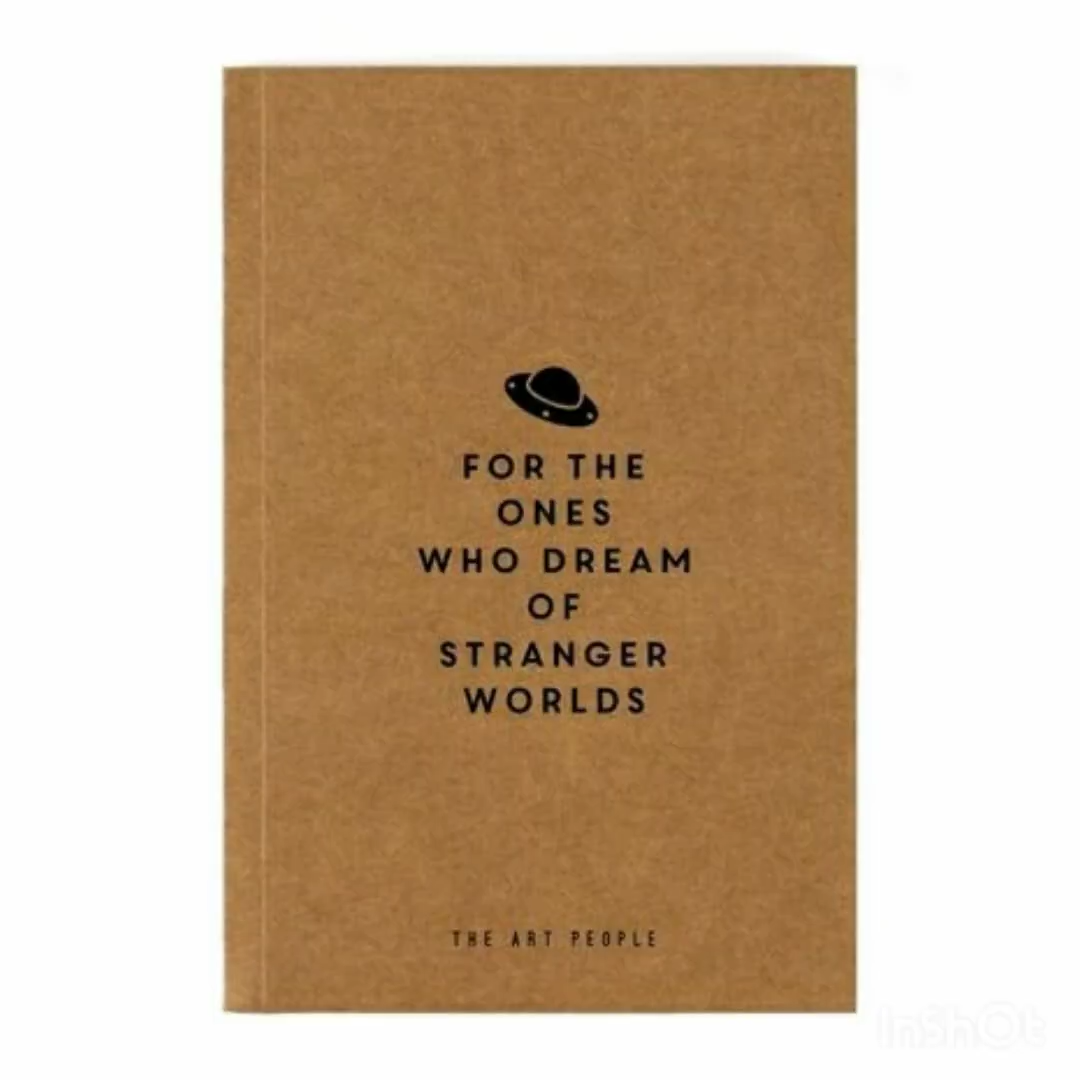 FOR THE
ONES
WHO DREAM
OF
STRANGER
WORLDS
THE ART PEOPLE
InShOt